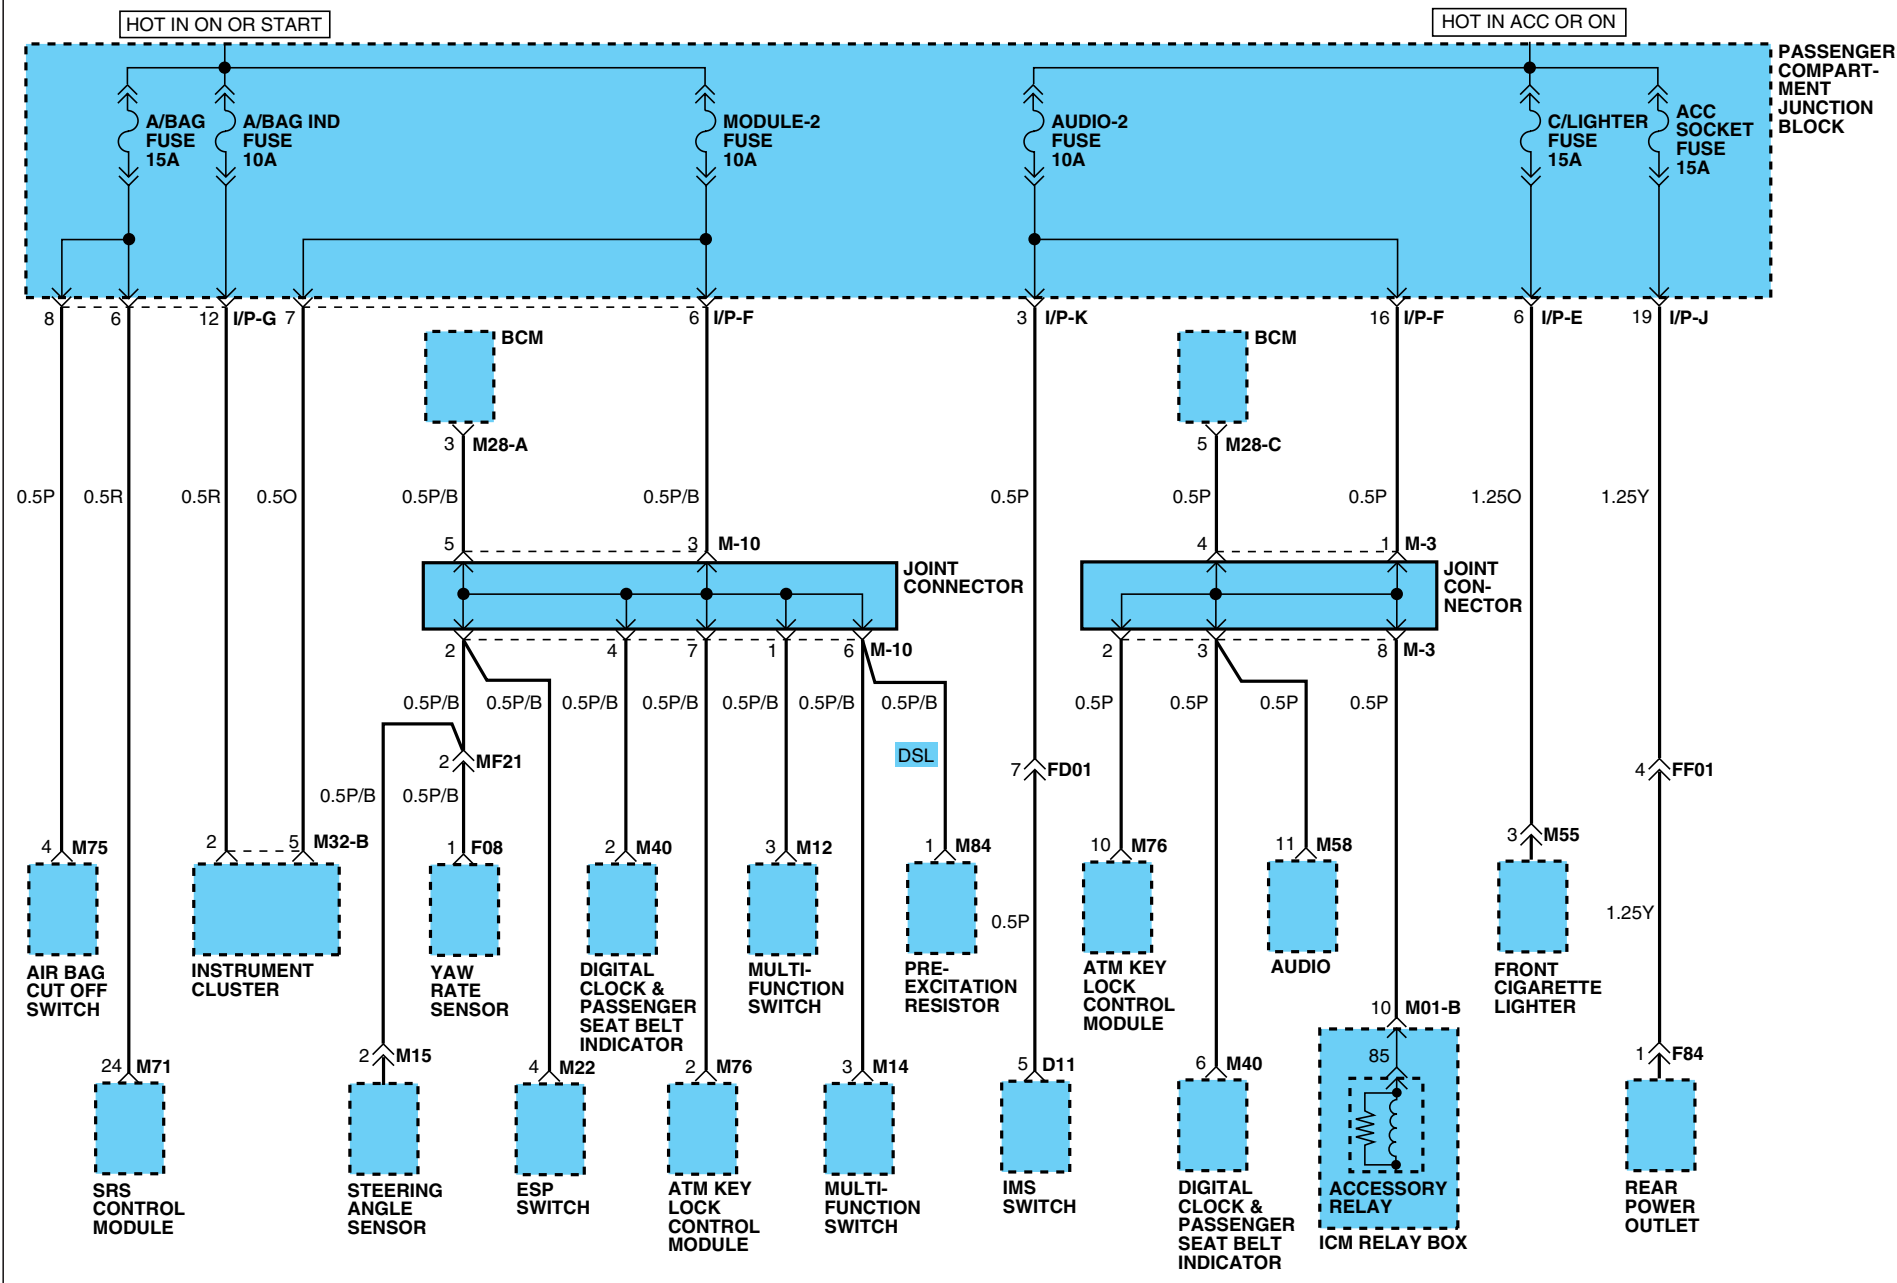 HOT IN ON OR START
HOT IN ACC OR ON
PASSENGER
COMPART-
MENT
JUNCTION
BLOCK
A/BAG
FUSE
15A
A/BAG IND
FUSE
10A
MODULE-2
FUSE
10A
AUDIO-2
FUSE
10A
C/LIGHTER
FUSE
15A
ACC
SOCKET
FUSE
15A
8 6 12 I/P-G 7 6 I/P-F 3 I/P-K 16 I/P-F 6 I/P-E 19 I/P-J
BCM
BCM
3 M28-A
5 M28-C
0.5P 0.5R 0.5R 0.5O 0.5P/B 0.5P/B 0.5P 0.5P 0.5P 1.25O 1.25Y
5 3 M-10
4 1 M-3
JOINT
CONNECTOR
JOINT
CON-
NECTOR
2 4 7 1 6 M-10
2 3 8 M-3
0.5P/B 0.5P/B 0.5P/B 0.5P/B 0.5P/B 0.5P/B 0.5P/B 0.5P 0.5P 0.5P 0.5P
DSL
2 MF21
7 FD01
4 FF01
0.5P/B 0.5P/B
4 M75
2 5 M32-B
1 F08
2 M40
3 M12
1 M84
10 M76
11 M58
3 M55
0.5P
1.25Y
AIR BAG
CUT OFF
SWITCH
INSTRUMENT
CLUSTER
YAW
RATE
SENSOR
DIGITAL
CLOCK &
PASSENGER
SEAT BELT
INDICATOR
MULTI-
FUNCTION
SWITCH
PRE-
EXCITATION
RESISTOR
ATM KEY
LOCK
CONTROL
MODULE
AUDIO
FRONT
CIGARETTE
LIGHTER
10 M01-B
85
24 M71
2 M15
4 M22
2 M76
3 M14
5 D11
6 M40
1 F84
SRS
CONTROL
MODULE
STEERING
ANGLE
SENSOR
ESP
SWITCH
ATM KEY
LOCK
CONTROL
MODULE
MULTI-
FUNCTION
SWITCH
IMS
SWITCH
DIGITAL
CLOCK &
PASSENGER
SEAT BELT
INDICATOR
ACCESSORY
RELAY
ICM RELAY BOX
REAR
POWER
OUTLET